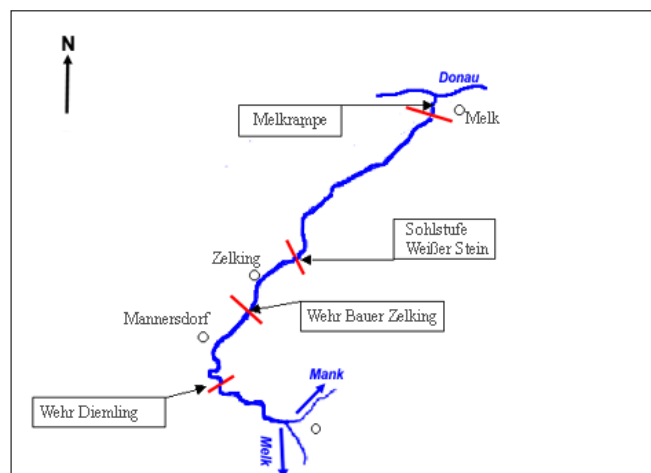 N
Donau
Melkrampe
Melk
Sohlstufe
Weißer Stein
Zelking
Wehr Bauer Zelking
Mannersdorf
Mank
Wehr Diemling
Melk